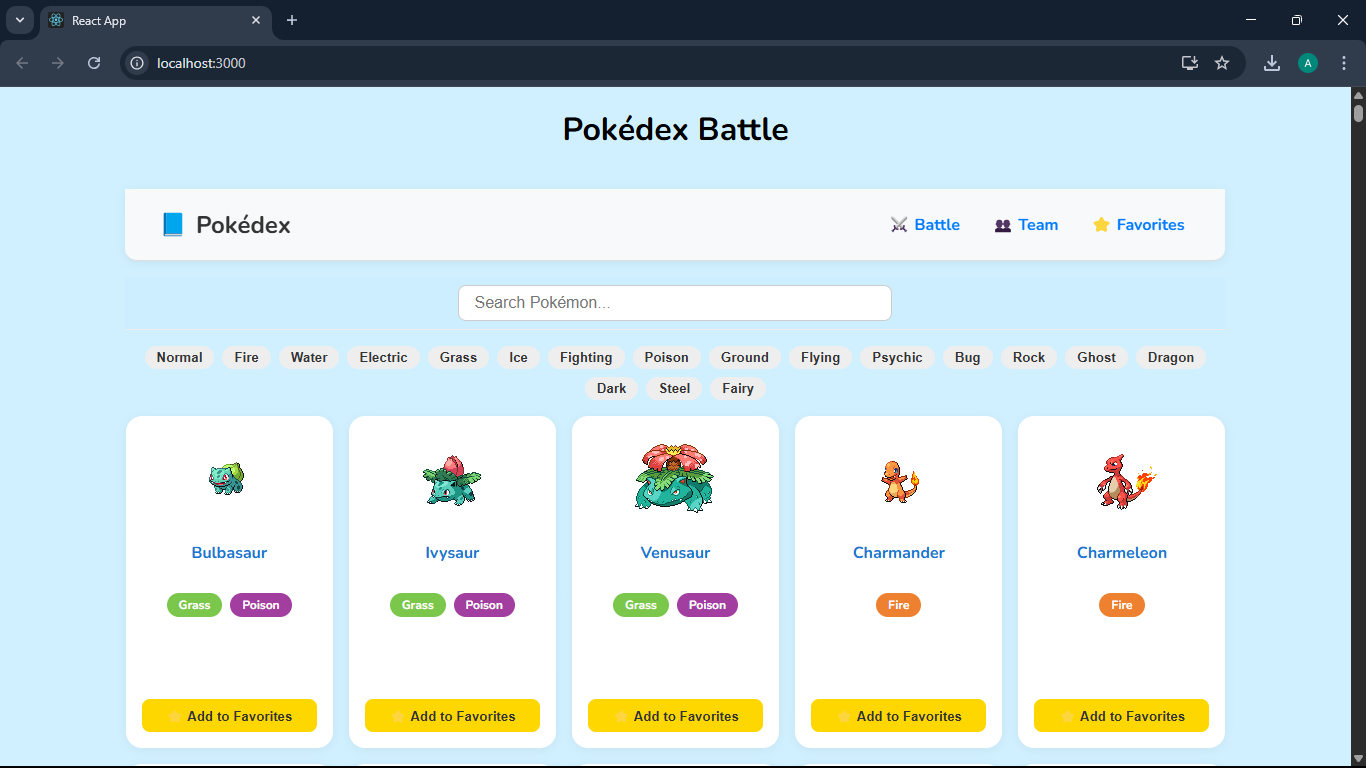 React App
localhost:3000
A
Pokédex Battle
Pokédex
Battle Team Favorites
Search Pokémon...
Normal Fire Water Electric Grass Ice Fighting Poison Ground Flying Psychic Bug Rock Ghost Dragon
Dark Steel Fairy
Bulbasaur Ivysaur Venusaur Charmander Charmeleon
Grass Poison Grass Poison Grass Poison Fire Fire
Add to Favorites Add to Favorites Add to Favorites Add to Favorites Add to Favorites